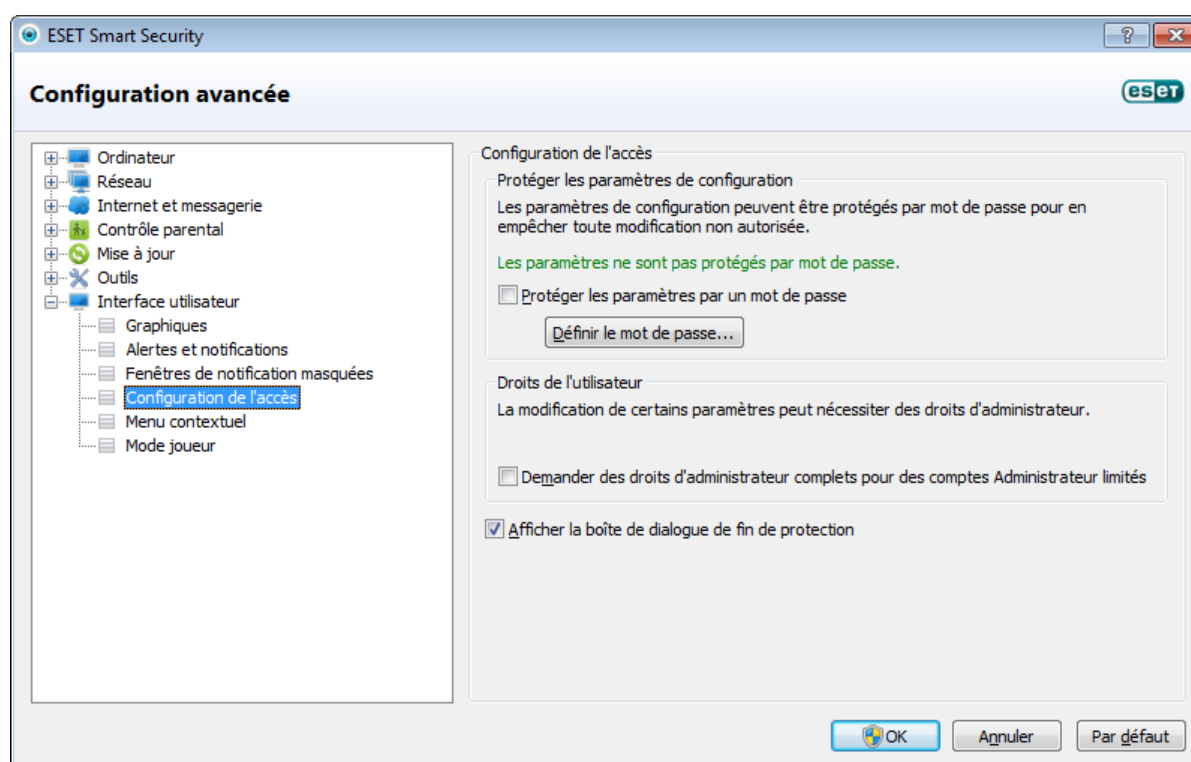 ESET Smart Security
?
Configuration avancée
eset
Ordinateur
Réseau
Internet et messagerie
Contrôle parental
Mise à jour
Outils
Interface utilisateur
Graphiques
Alertes et notifications
Fenêtres de notification masquées
Configuration de l'accès
Menu contextuel
Mode joueur
Configuration de l'accès
Protéger les paramètres de configuration
Les paramètres de configuration peuvent être protégés par mot de passe pour en
empêcher toute modification non autorisée.
Les paramètres ne sont pas protégés par mot de passe.
Protéger les paramètres par un mot de passe
Définir le mot de passe...
Droits de l'utilisateur
La modification de certains paramètres peut nécessiter des droits d'administrateur.
Demander des droits d'administrateur complets pour des comptes Administrateur limités
Afficher la boîte de dialogue de fin de protection
OK
Annuler
Par défaut